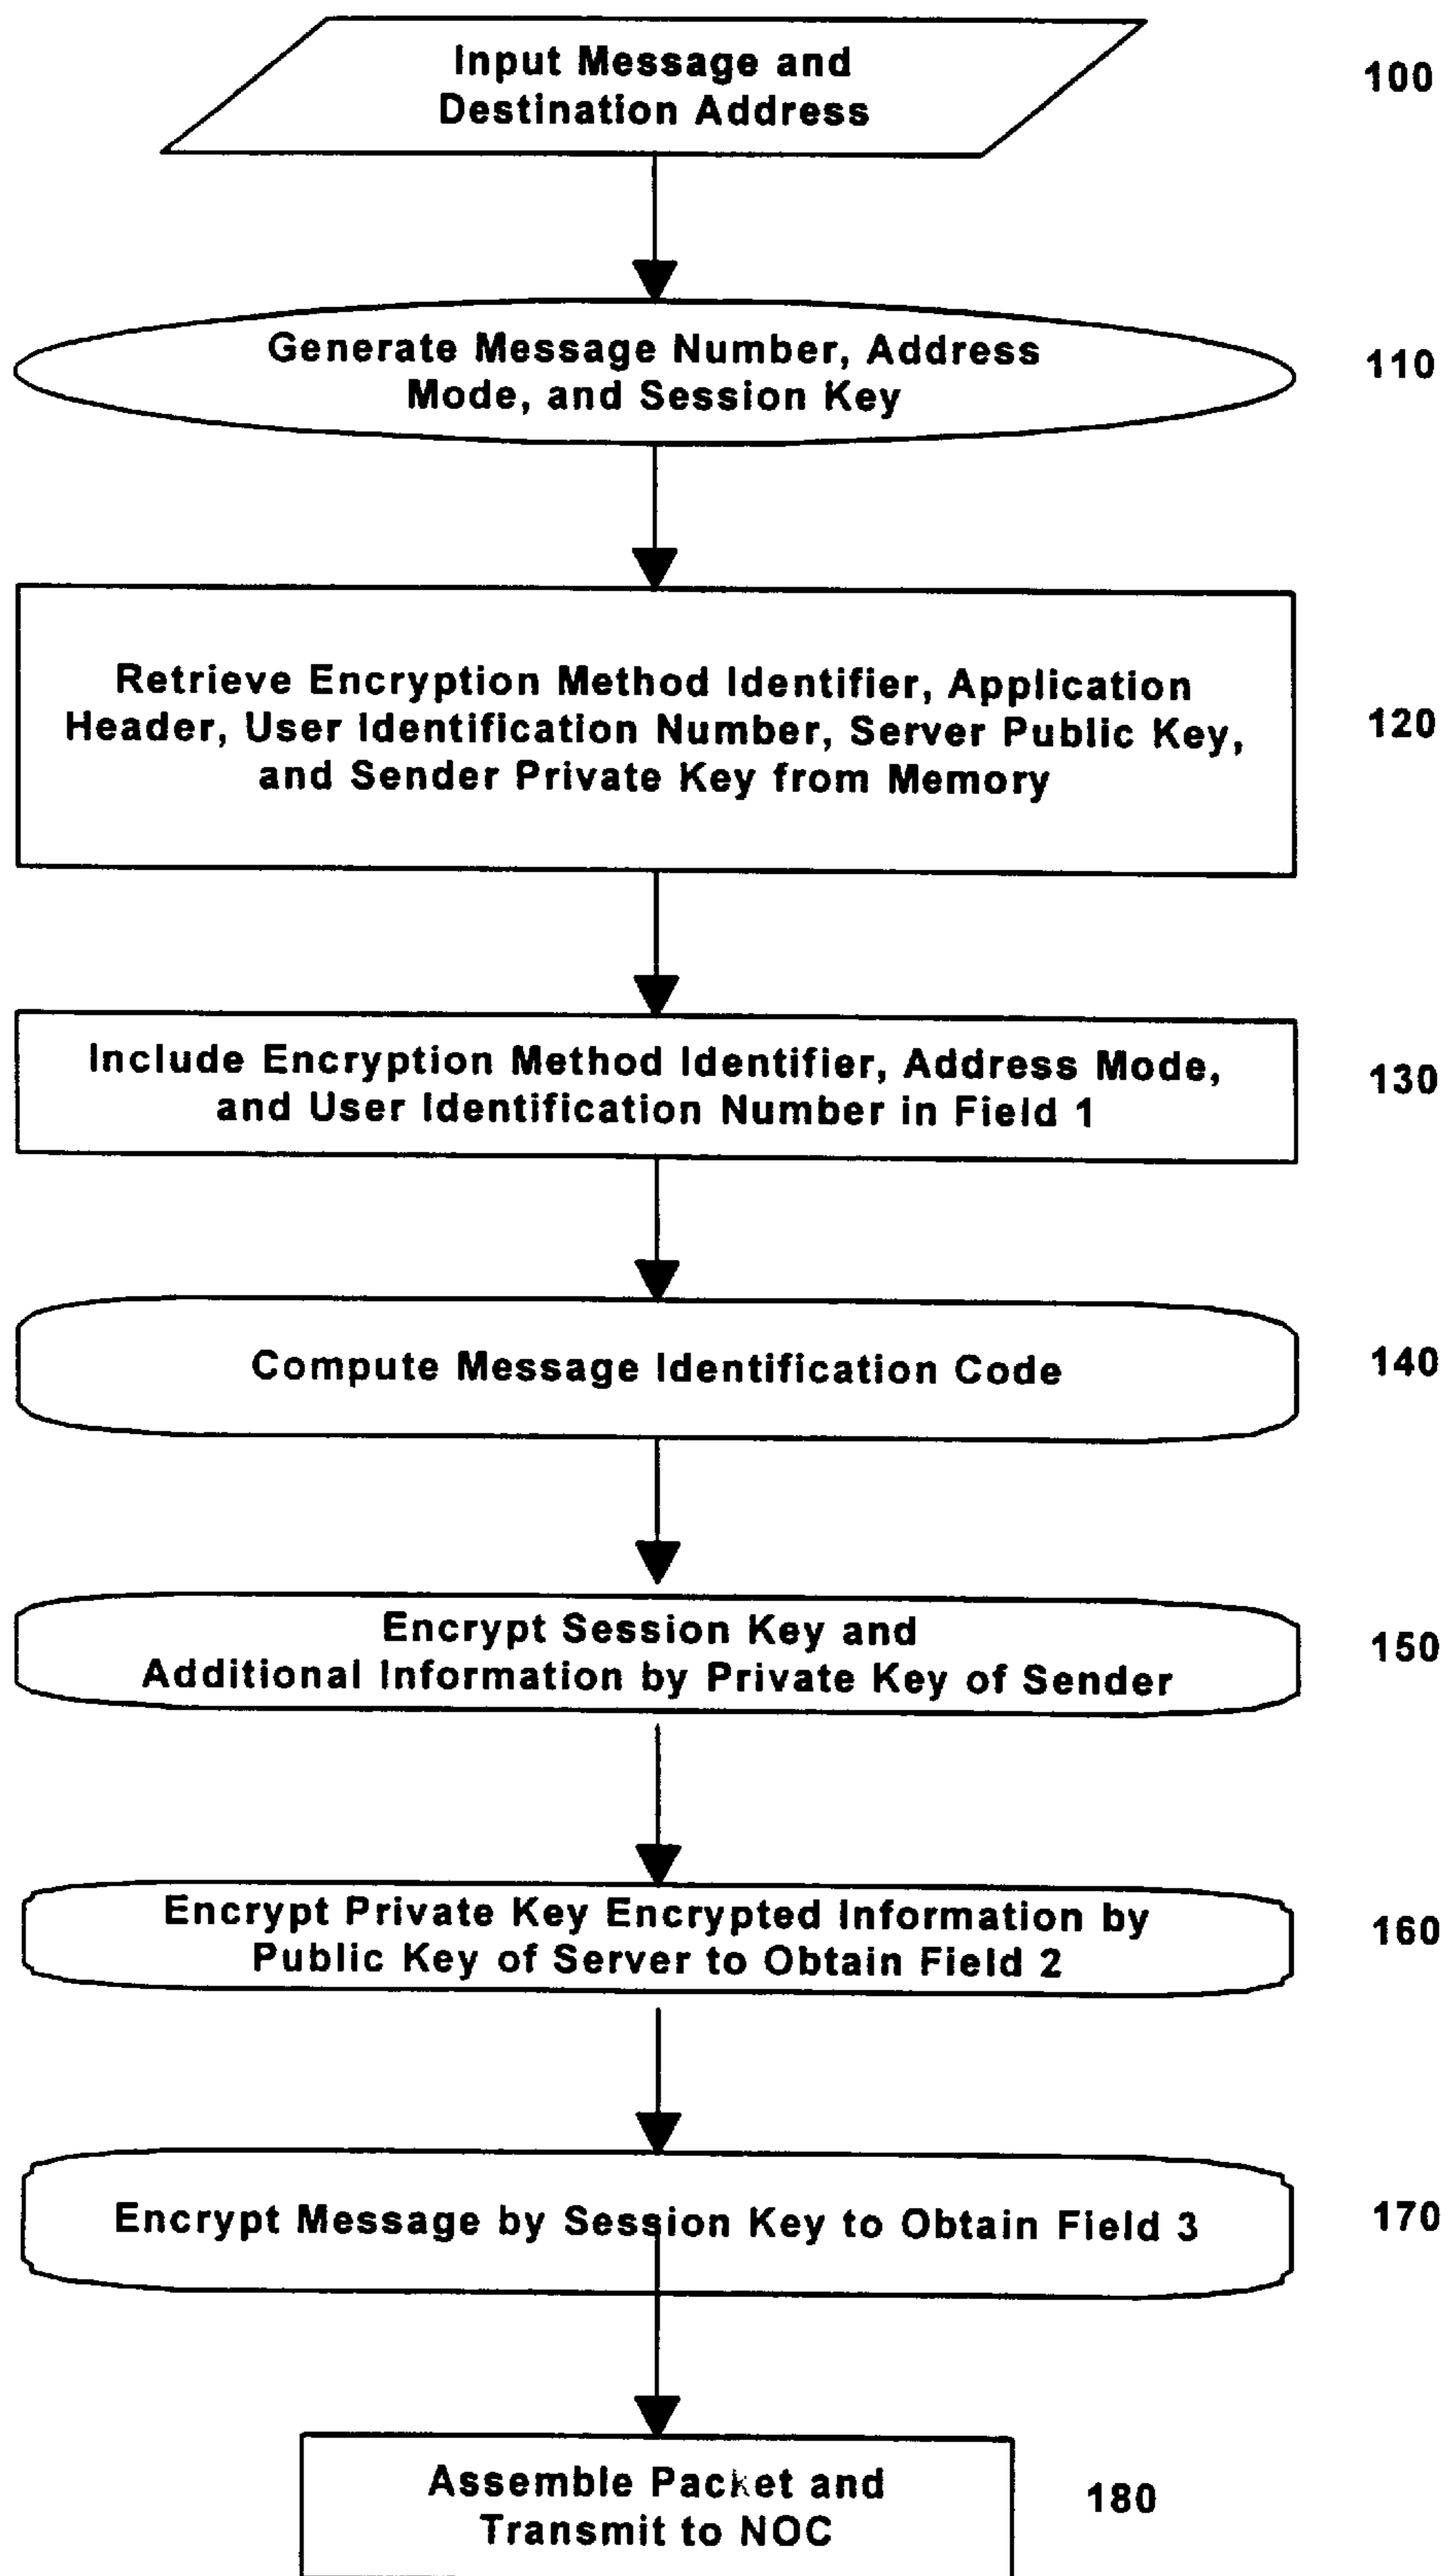 Input Message and
Destination Address
100
Generate Message Number, Address
Mode, and Session Key
110
Retrieve Encryption Method Identifier, Application
Header, User Identification Number, Server Public Key,
and Sender Private Key from Memory
120
Include Encryption Method Identifier, Address Mode,
and User Identification Number in Field 1
130
Compute Message Identification Code
140
Encrypt Session Key and
Additional Information by Private Key of Sender
150
Encrypt Private Key Encrypted Information by
Public Key of Server to Obtain Field 2
160
Encrypt Message by Session Key to Obtain Field 3
170
Assemble Packet and
Transmit to NOC
180